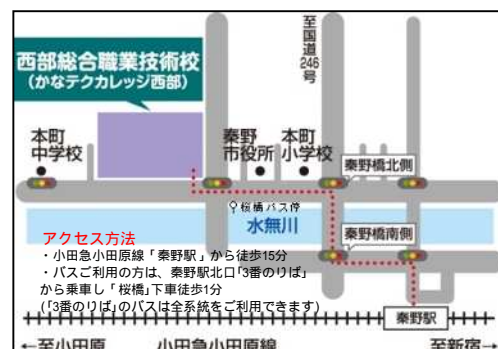 西部総合職業技術校
(かなテクカレッジ西部)
至国道246号
本町
中学校
秦野
市役所
本町
小学校
秦野橋北側
桜橋バス停
水無川
秦野橋南側
アクセス方法
・小田急小田原線「秦野駅」から徒歩15分
・バスご利用の方は、秦野駅北口「3番のりば」
から乗車し「桜橋」下車徒歩1分
(「3番のりば」のバスは全系統をご利用できます)
秦野駅
←至小田原
小田急小田原線
至新宿→